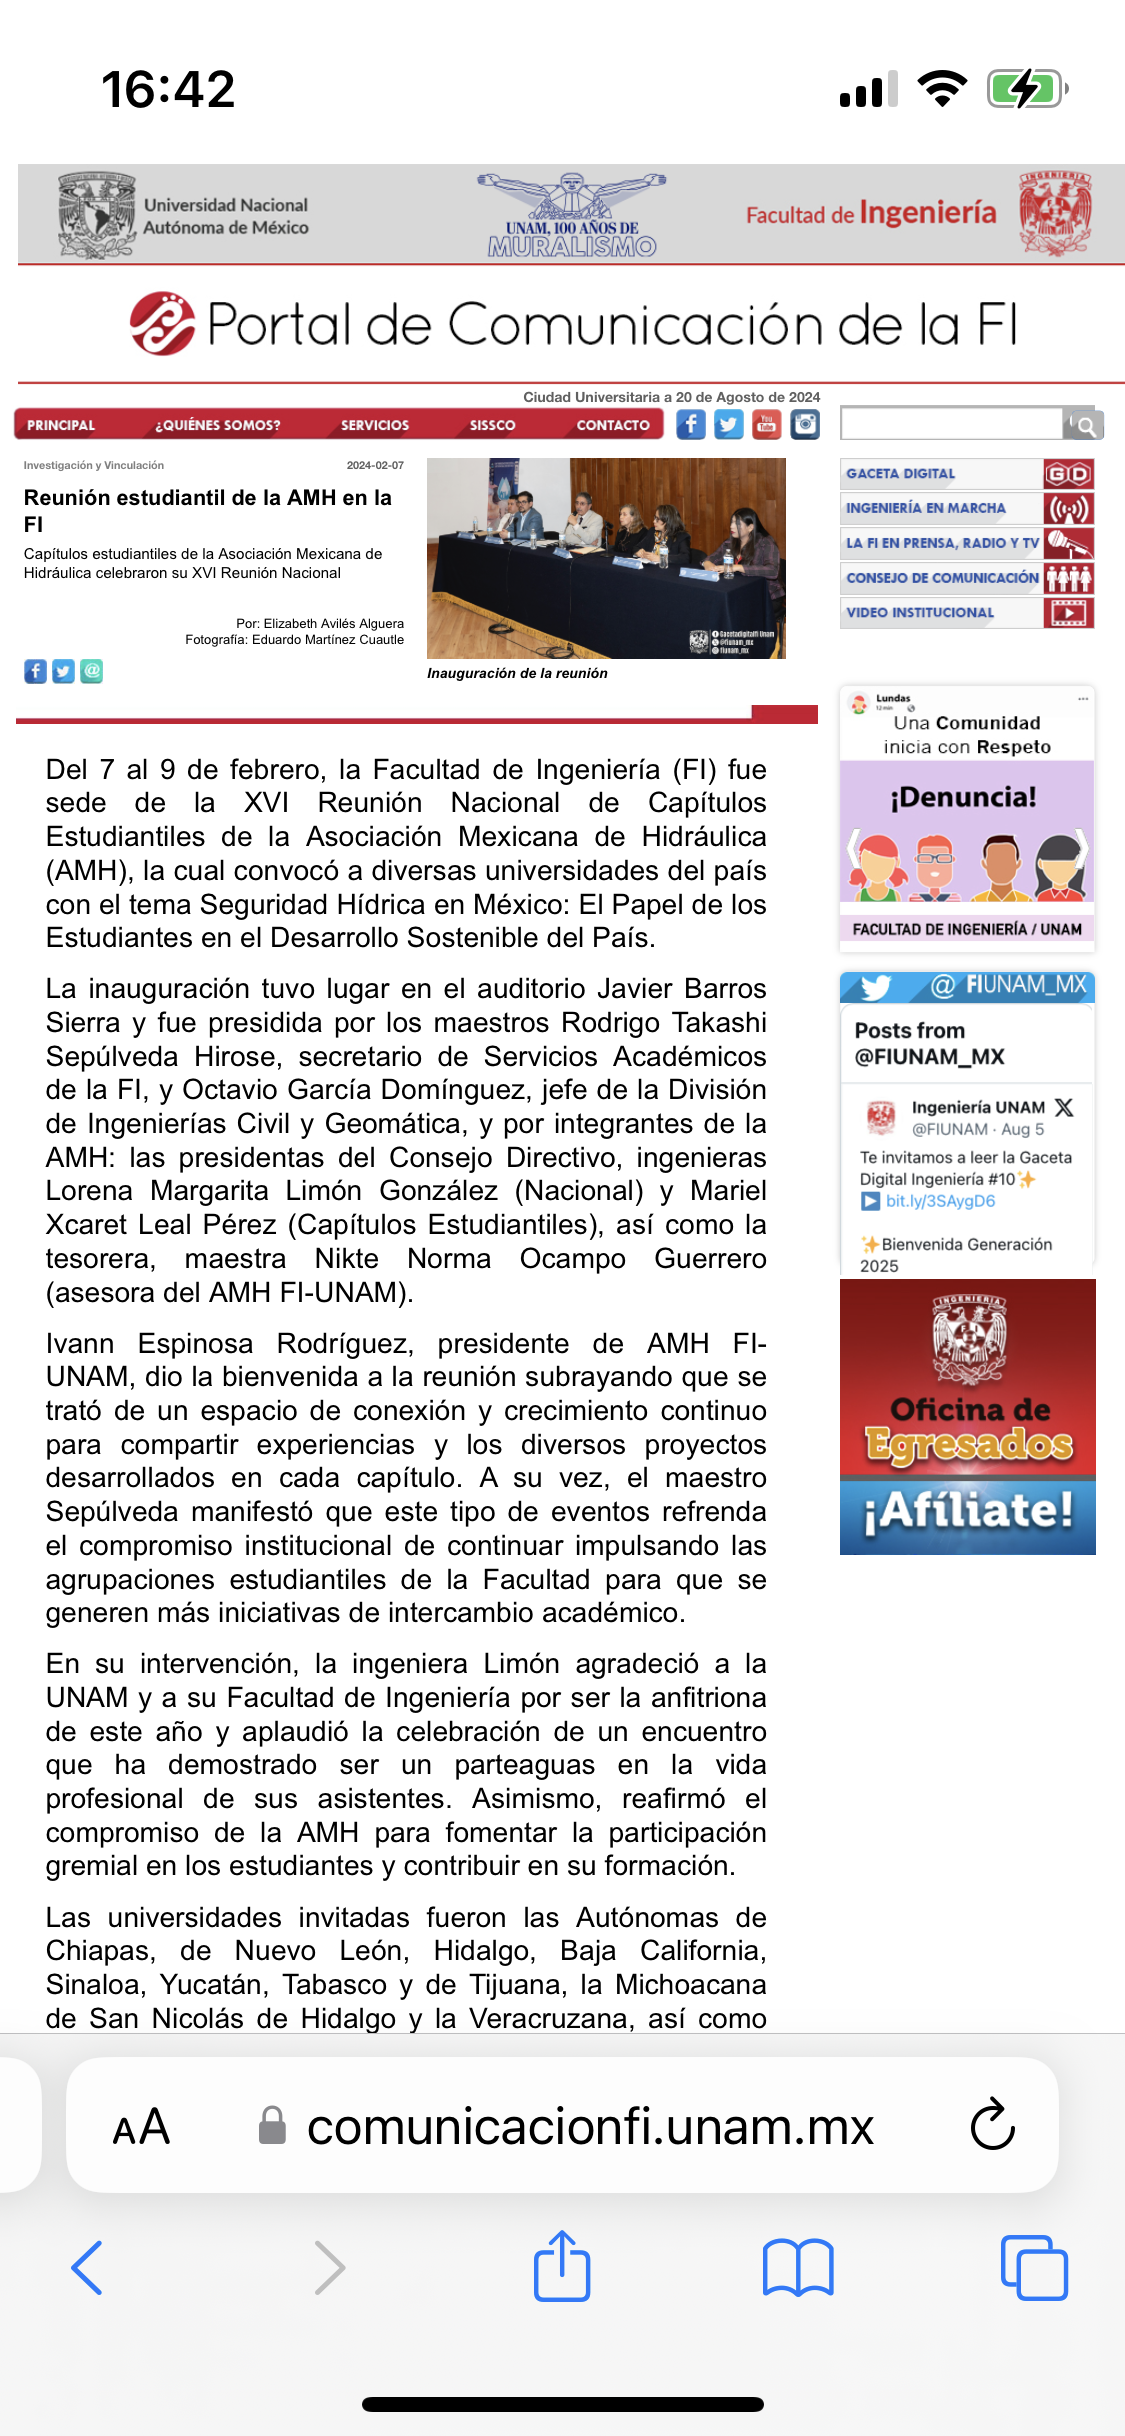 16:42
Universidad Nacional
Autónoma de México
UNAM, 100 AÑOS DE
MURALISMO
Facultad de Ingeniería
INGENIERIA
Portal de Comunicación de la FI
Ciudad Universitaria a 20 de Agosto de 2024
PRINCIPAL ¿QUIÉNES SOMOS? SERVICIOS SISSCO CONTACTO
You
Tube
Investigación y Vinculación 2024-02-07
Reunión estudiantil de la AMH en la
FI
Capítulos estudiantiles de la Asociación Mexicana de
Hidráulica celebraron su XVI Reunión Nacional
Por: Elizabeth Avilés Alguera
Fotografía: Eduardo Martínez Cuautle
Gacetadigitalfi Unam
@fiunam_mx
fiunam_mx
Inauguración de la reunión
GACETA DIGITAL GD
INGENIERÍA EN MARCHA
LA FI EN PRENSA, RADIO Y TV
CONSEJO DE COMUNICACIÓN
VIDEO INSTITUCIONAL
Del 7 al 9 de febrero, la Facultad de Ingeniería (FI) fue
sede de la XVI Reunión Nacional de Capítulos
Estudiantiles de la Asociación Mexicana de Hidráulica
(AMH), la cual convocó a diversas universidades del país
con el tema Seguridad Hídrica en México: El Papel de los
Estudiantes en el Desarrollo Sostenible del País.
La inauguración tuvo lugar en el auditorio Javier Barros
Sierra y fue presidida por los maestros Rodrigo Takashi
Sepúlveda Hirose, secretario de Servicios Académicos
de la FI, y Octavio García Domínguez, jefe de la División
de Ingenierías Civil y Geomática, y por integrantes de la
AMH: las presidentas del Consejo Directivo, ingenieras
Lorena Margarita Limón González (Nacional) y Mariel
Xcaret Leal Pérez (Capítulos Estudiantiles), así como la
tesorera, maestra Nikte Norma Ocampo Guerrero
(asesora del AMH FI-UNAM).
Ivann Espinosa Rodríguez, presidente de AMH FI-
UNAM, dio la bienvenida a la reunión subrayando que se
trató de un espacio de conexión y crecimiento continuo
para compartir experiencias y los diversos proyectos
desarrollados en cada capítulo. A su vez, el maestro
Sepúlveda manifestó que este tipo de eventos refrenda
el compromiso institucional de continuar impulsando las
agrupaciones estudiantiles de la Facultad para que se
generen más iniciativas de intercambio académico.
En su intervención, la ingeniera Limón agradeció a la
UNAM y a su Facultad de Ingeniería por ser la anfitriona
de este año y aplaudió la celebración de un encuentro
que ha demostrado ser un parteaguas en la vida
profesional de sus asistentes. Asimismo, reafirmó el
compromiso de la AMH para fomentar la participación
gremial en los estudiantes y contribuir en su formación.
Las universidades invitadas fueron las Autónomas de
Chiapas, de Nuevo León, Hidalgo, Baja California,
Sinaloa, Yucatán, Tabasco y de Tijuana, la Michoacana
de San Nicolás de Hidalgo y la Veracruzana, así como
Lundas
12 min
Una Comunidad
inicia con Respeto
¡Denuncia!
FACULTAD DE INGENIERÍA / UNAM
@ FIUNAM_MX
Posts from
@FIUNAM_MX
Ingeniería UNAM X
@FIUNAM · Aug 5
Te invitamos a leer la Gaceta
Digital Ingeniería #10✨
▶ bit.ly/3SAygD6
✨Bienvenida Generación
2025
INGENIERIA
Oficina de
Egresados
¡Afíliate!
AA comunicacionfi.unam.mx